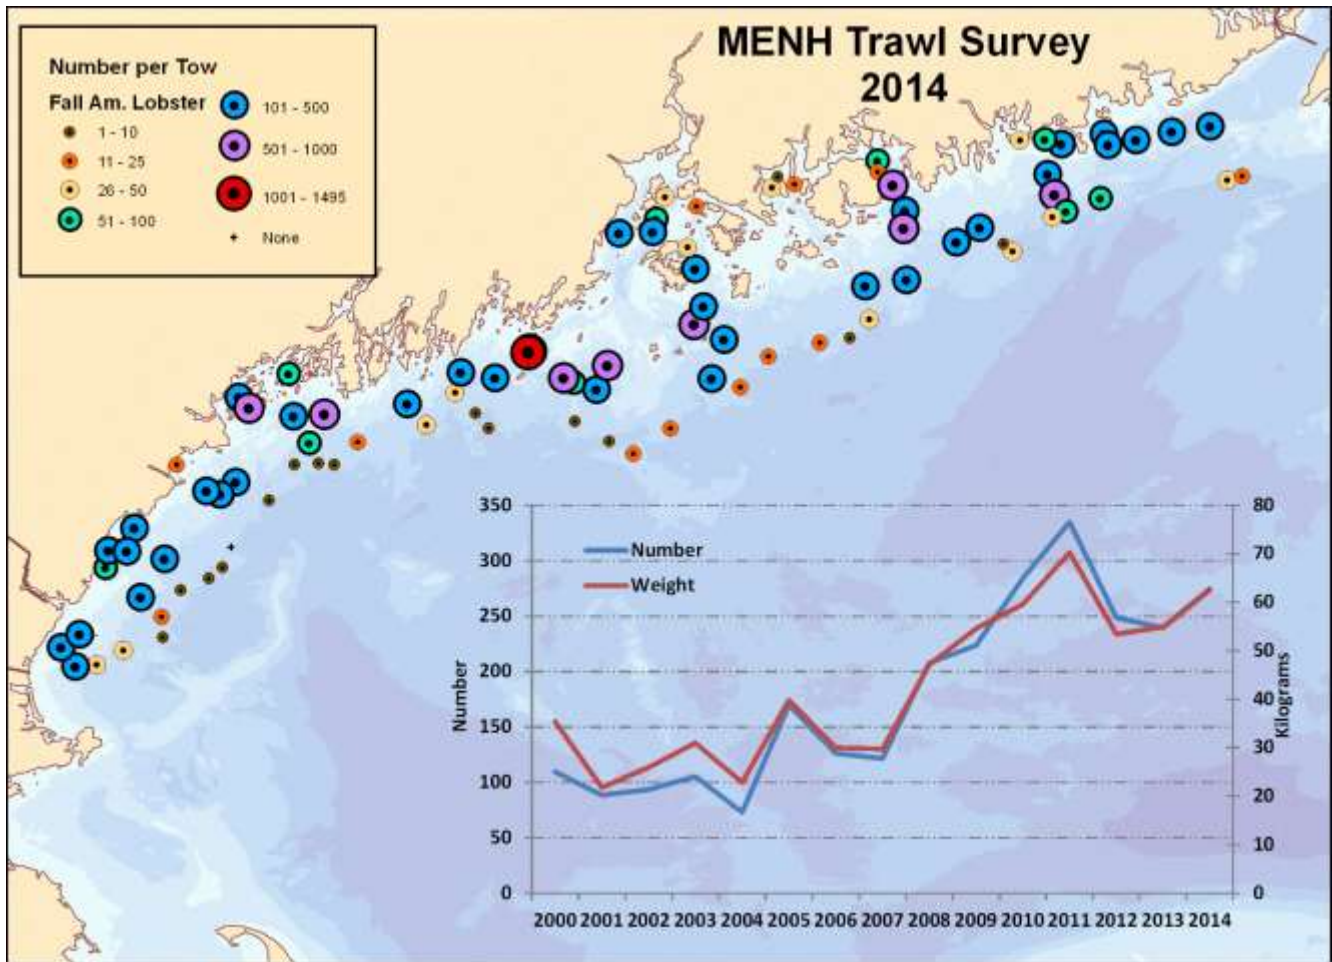 MENH Trawl Survey
2014
Number per Tow
Fall Am. Lobster
1 - 10
11 - 25
26 - 50
51 - 100
101 - 500
501 - 1000
1001 - 1495
None
Number
Weight
350
300
250
200
150
100
50
0
Number
80
70
60
50
40
30
20
10
0
Kilograms
2000 2001 2002 2003 2004 2005 2006 2007 2008 2009 2010 2011 2012 2013 2014